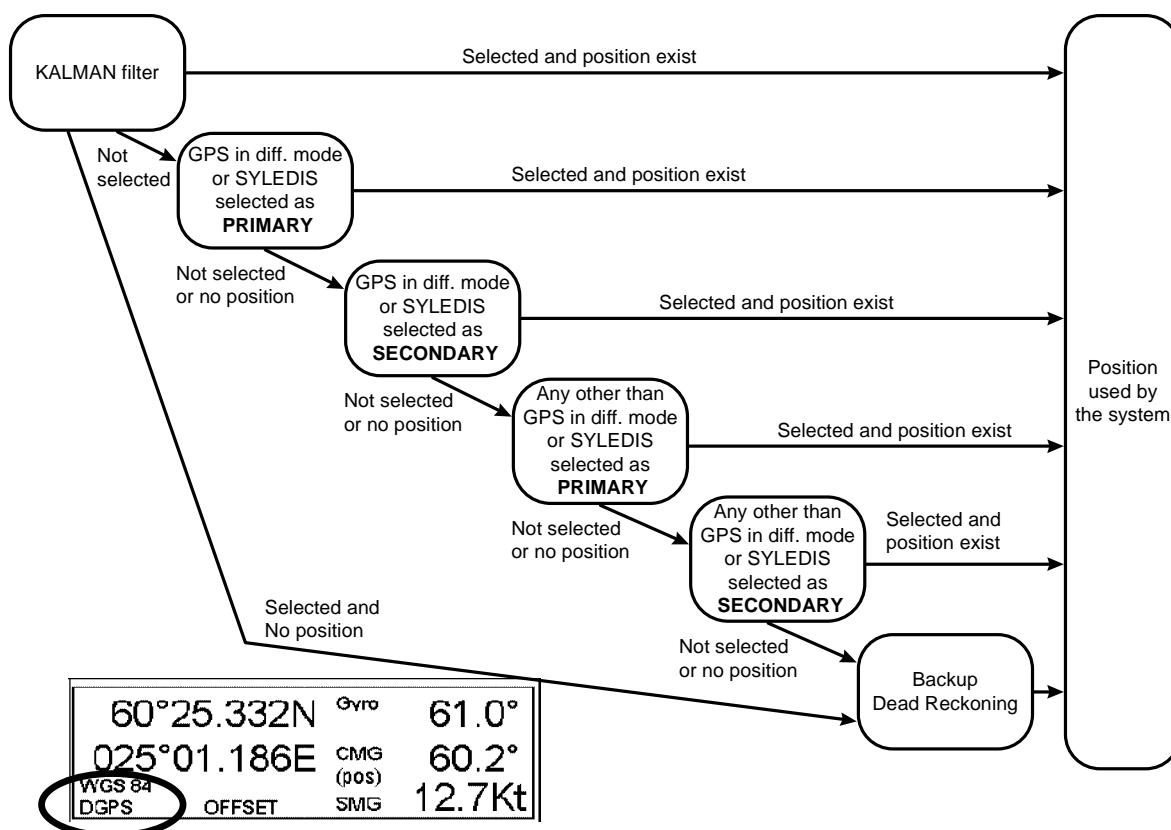 Selected and position exist
KALMAN filter
Not
selected
GPS in diff. mode
or SYLEDIS
selected as
PRIMARY
Selected and position exist
Not selected
or no position
GPS in diff. mode
or SYLEDIS
selected as
SECONDARY
Selected and position exist
Not selected
or no position
Any other than
GPS in diff. mode
or SYLEDIS
selected as
PRIMARY
Selected and position exist
Position
used by
the system
Not selected
or no position
Any other than
GPS in diff. mode
or SYLEDIS
selected as
SECONDARY
Selected and
position exist
Selected and
No position
Not selected
or no position
Backup
Dead Reckoning
60°25.332N Gyro 61.0°
025°01.186E CMG 60.2°
(pos)
WGS 84
DGPS OFFSET SMG 12.7Kt